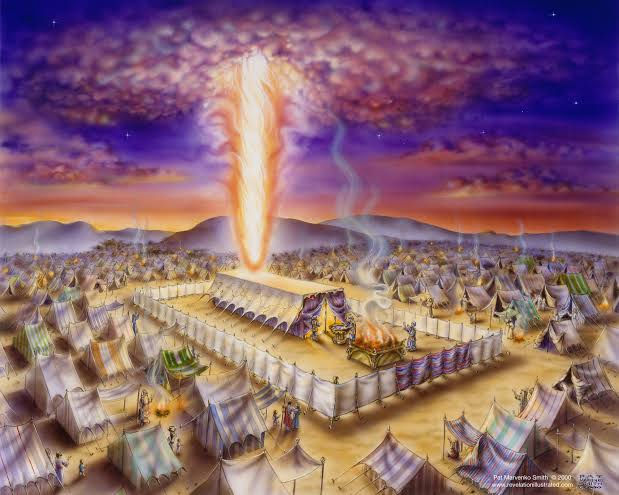 Pat Marvenko Smith © 2000
www.revelationillustrated.com